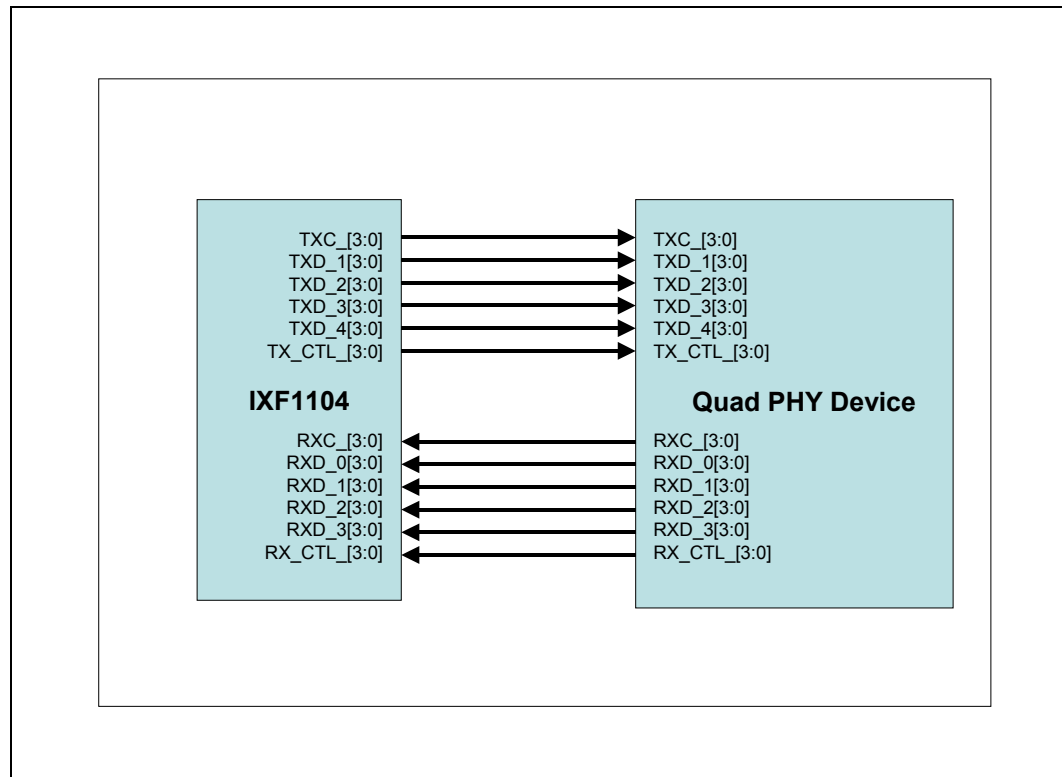 TXC_[3:0]
TXD_1[3:0]
TXD_2[3:0]
TXD_3[3:0]
TXD_4[3:0]
TX_CTL_[3:0]
IXF1104
RXC_[3:0]
RXD_0[3:0]
RXD_1[3:0]
RXD_2[3:0]
RXD_3[3:0]
RX_CTL_[3:0]
TXC_[3:0]
TXD_1[3:0]
TXD_2[3:0]
TXD_3[3:0]
TXD_4[3:0]
TX_CTL_[3:0]
Quad PHY Device
RXC_[3:0]
RXD_0[3:0]
RXD_1[3:0]
RXD_2[3:0]
RXD_3[3:0]
RX_CTL_[3:0]